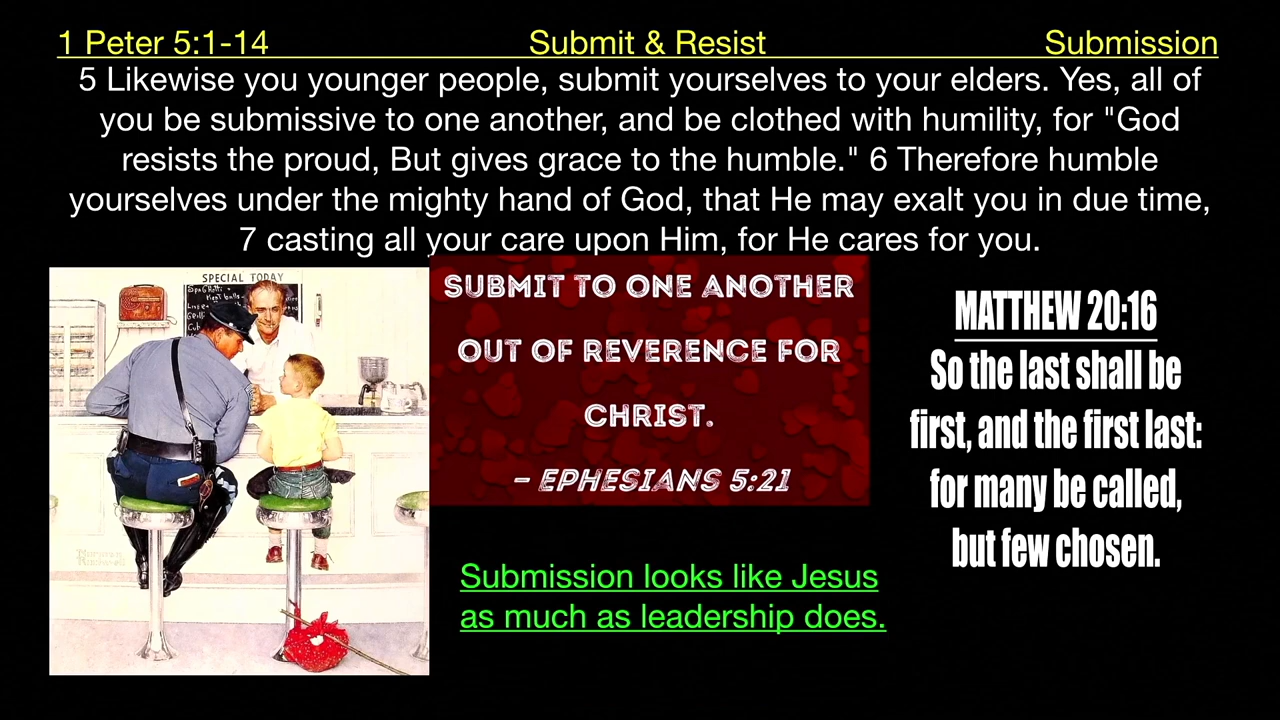 1 Peter 5:1-14 Submit & Resist Submission
5 Likewise you younger people, submit yourselves to your elders. Yes, all of
you be submissive to one another, and be clothed with humility, for "God
resists the proud, But gives grace to the humble." 6 Therefore humble
yourselves under the mighty hand of God, that He may exalt you in due time,
7 casting all your care upon Him, for He cares for you.
SPECIAL TODAY
Spaghetti
Meat balls
Norman
Rockwell
SUBMIT TO ONE ANOTHER
OUT OF REVERENCE FOR
CHRIST.
– EPHESIANS 5:21
Submission looks like Jesus
as much as leadership does.
MATTHEW 20:16
So the last shall be
first, and the first last:
for many be called,
but few chosen.